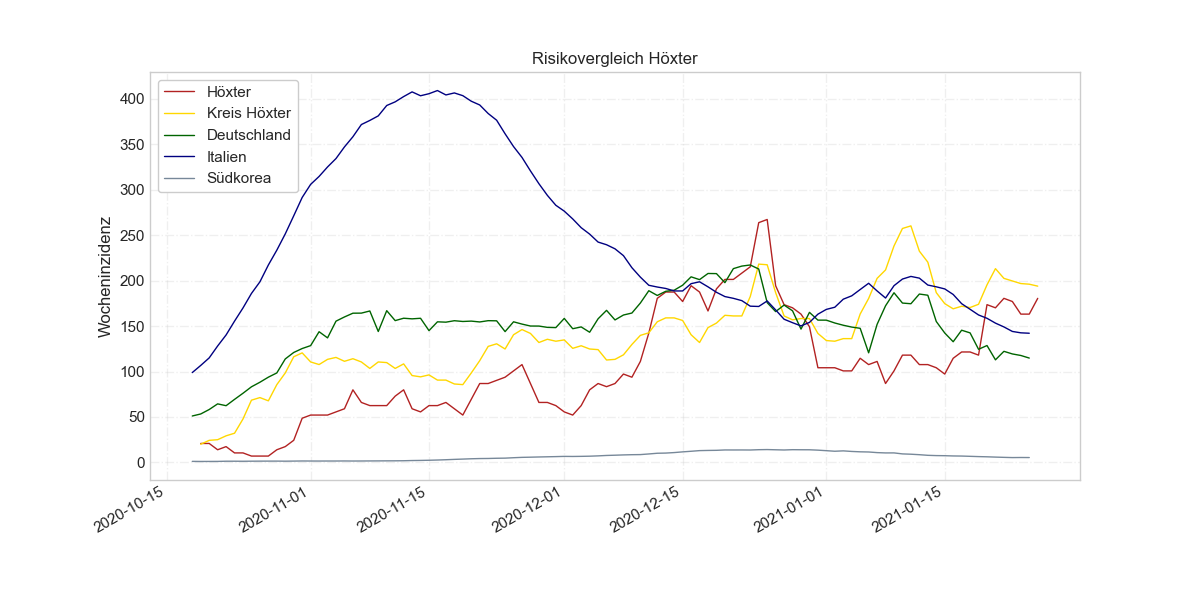 Risikovergleich Höxter
Höxter
Kreis Höxter
Deutschland
Italien
Südkorea
Wocheninzidenz
400
350
300
250
200
150
100
50
0
2020-10-15
2020-11-01
2020-11-15
2020-12-01
2020-12-15
2021-01-01
2021-01-15